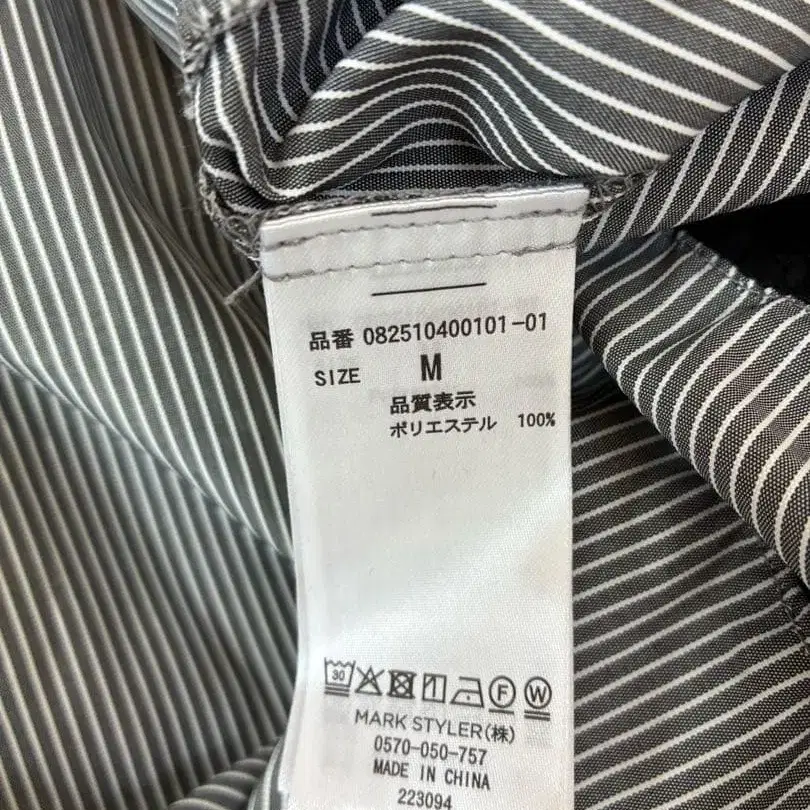 品番 082510400101-01
SIZE M
品質表示
ポリエステル 100%
30 F W
MARK STYLER(株)
0570-050-757
MADE IN CHINA
223094